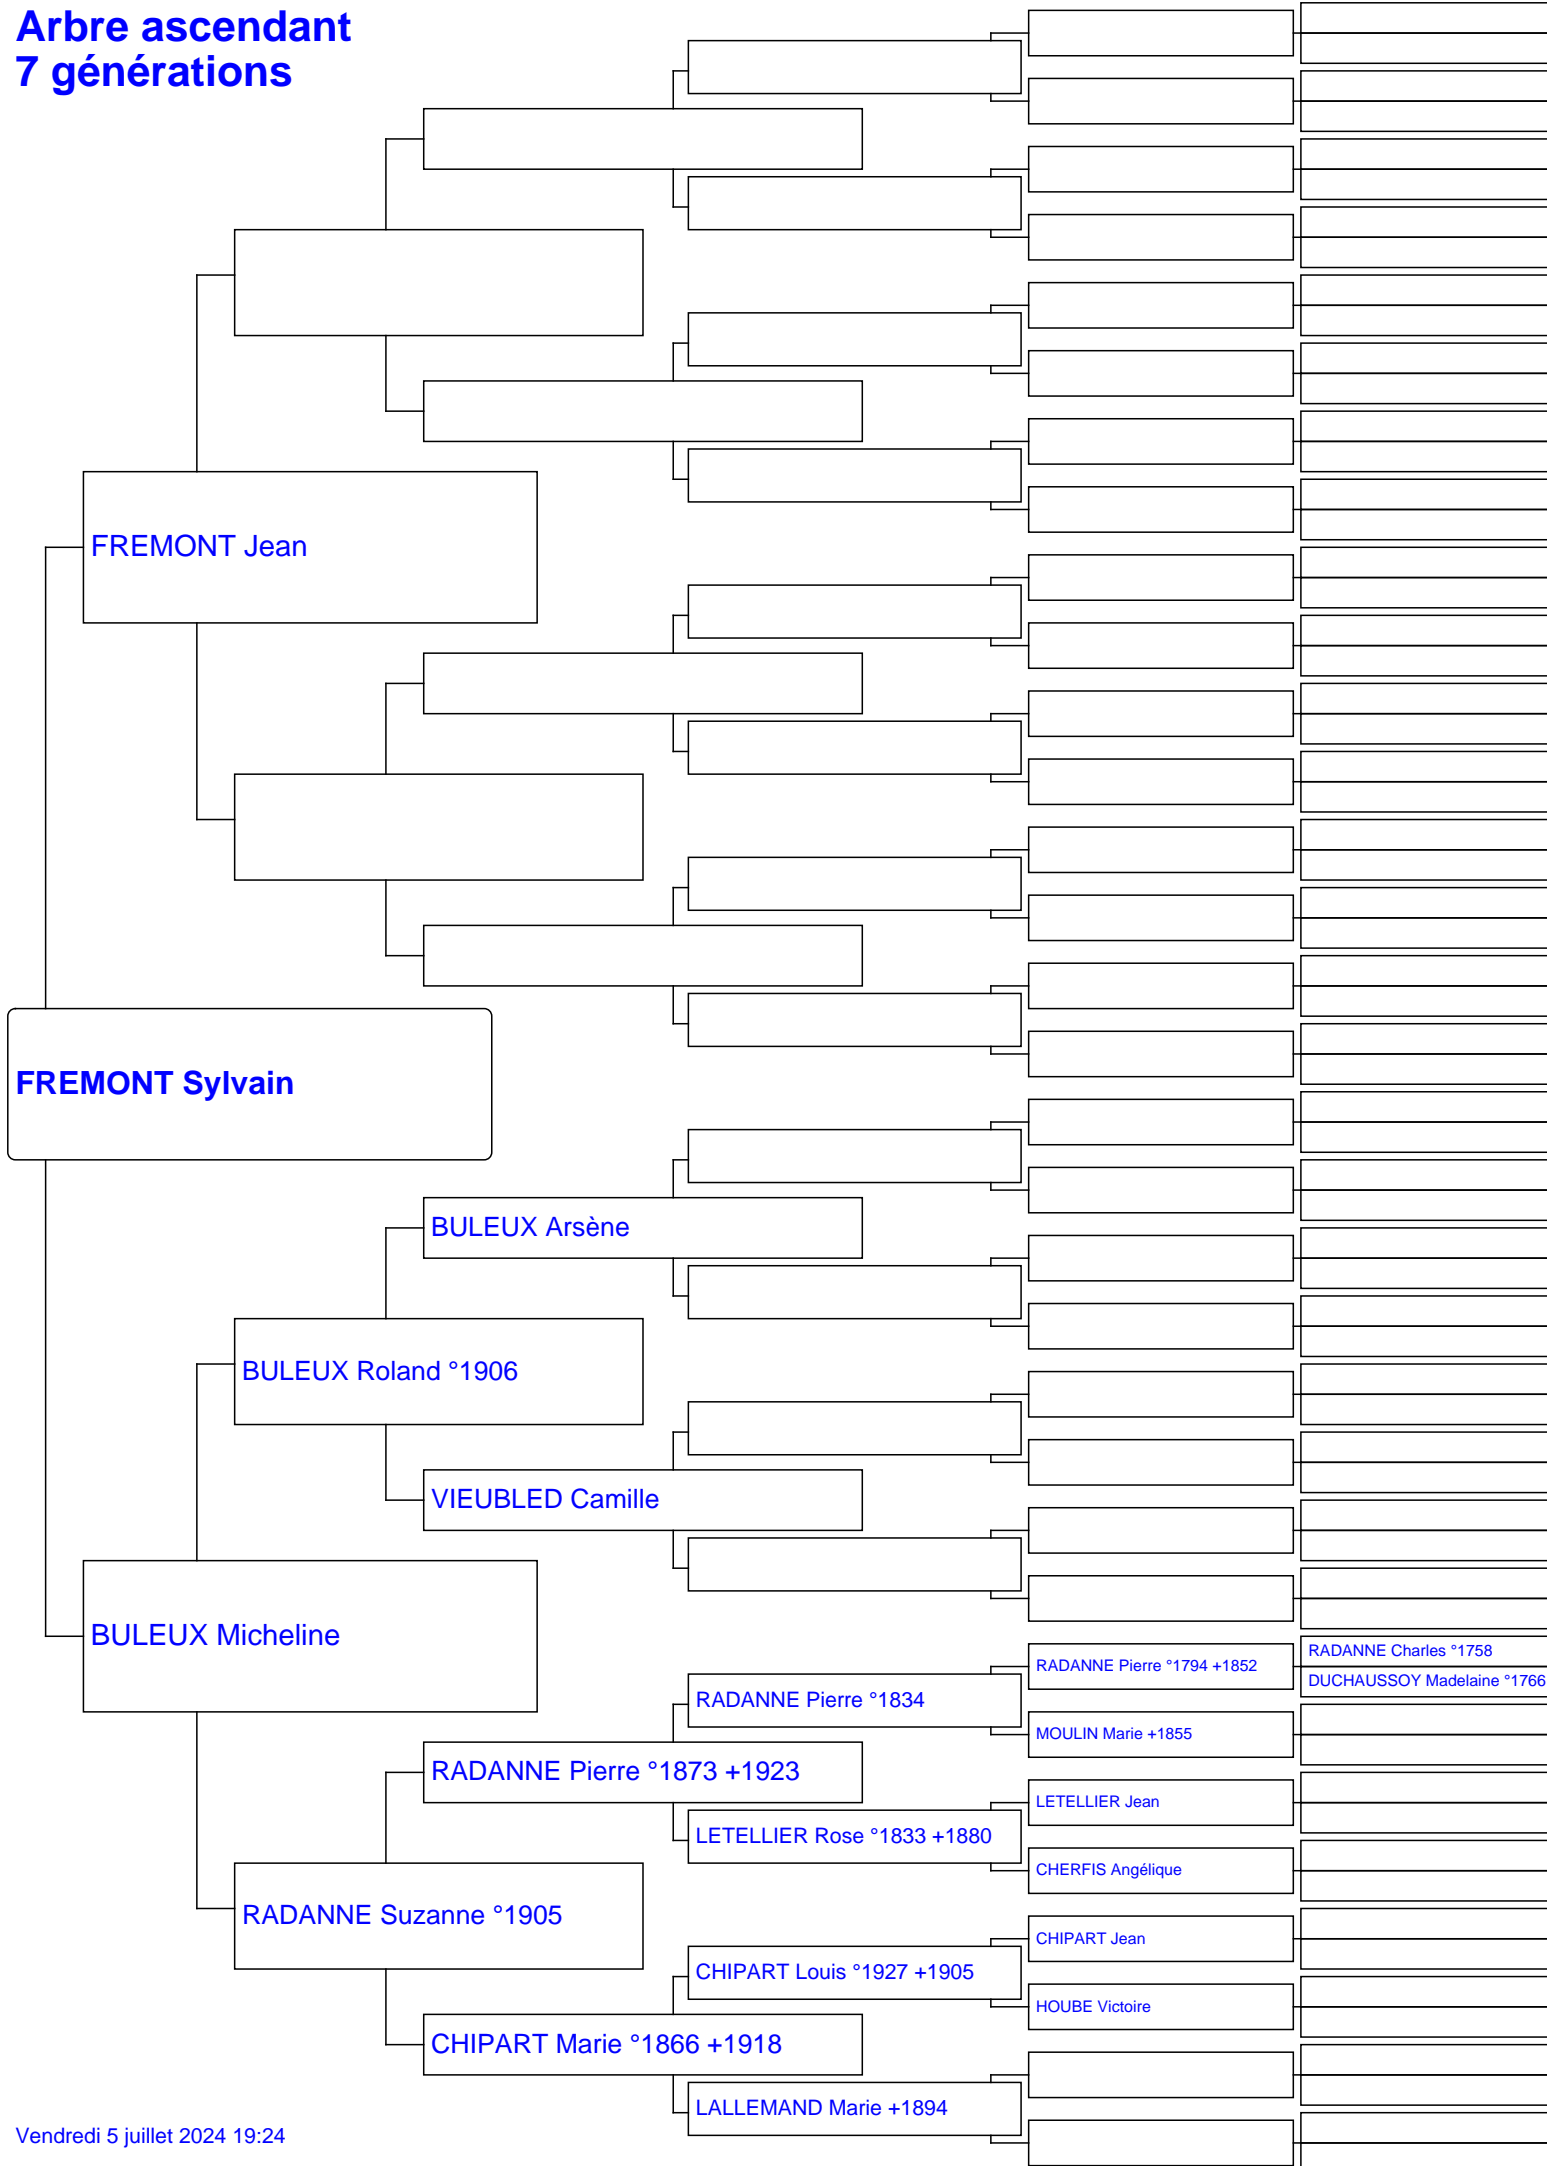 Arbre ascendant
7 générations
FREMONT Jean
FREMONT Sylvain
BULEUX Arsène
BULEUX Roland °1906
VIEUBLED Camille
BULEUX Micheline
RADANNE Charles °1758
RADANNE Pierre °1794 +1852
DUCHAUSSOY Madelaine °1766
RADANNE Pierre °1834
MOULIN Marie +1855
RADANNE Pierre °1873 +1923
LETELLIER Jean
LETELLIER Rose °1833 +1880
CHERFIS Angélique
RADANNE Suzanne °1905
CHIPART Jean
CHIPART Louis °1927 +1905
HOUBE Victoire
CHIPART Marie °1866 +1918
LALLEMAND Marie +1894
Vendredi 5 juillet 2024 19:24